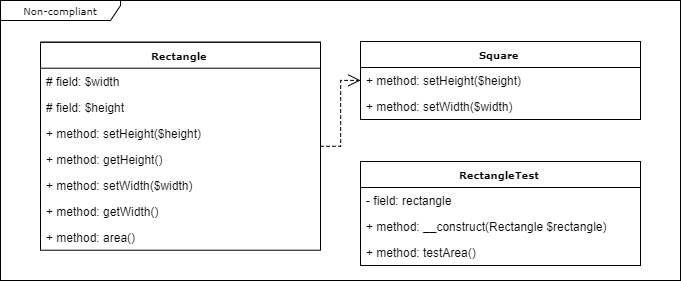 Non-compliant
Rectangle
# field: $width
# field: $height
+ method: setHeight($height)
+ method: getHeight()
+ method: setWidth($width)
+ method: getWidth()
+ method: area()
Square
+ method: setHeight($height)
+ method: setWidth($width)
RectangleTest
- field: rectangle
+ method: __construct(Rectangle $rectangle)
+ method: testArea()